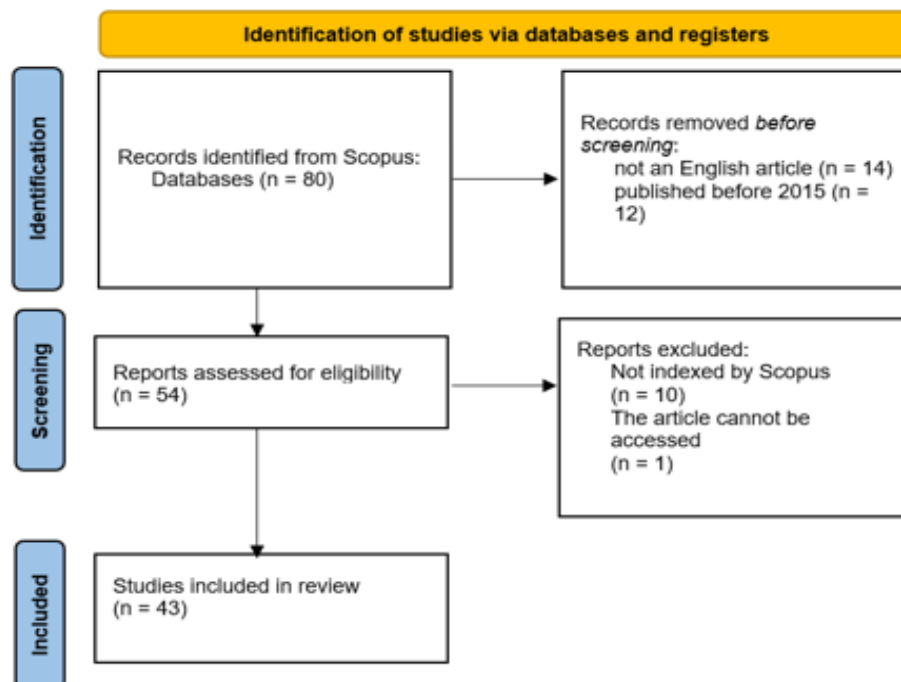 Identification of studies via databases and registers
Identification
Records identified from Scopus:
Databases (n = 80)
Records removed before
screening:
not an English article (n = 14)
published before 2015 (n =
12)
Screening
Reports assessed for eligibility
(n = 54)
Reports excluded:
Not indexed by Scopus
(n = 10)
The article cannot be
accessed
(n = 1)
Included
Studies included in review
(n = 43)